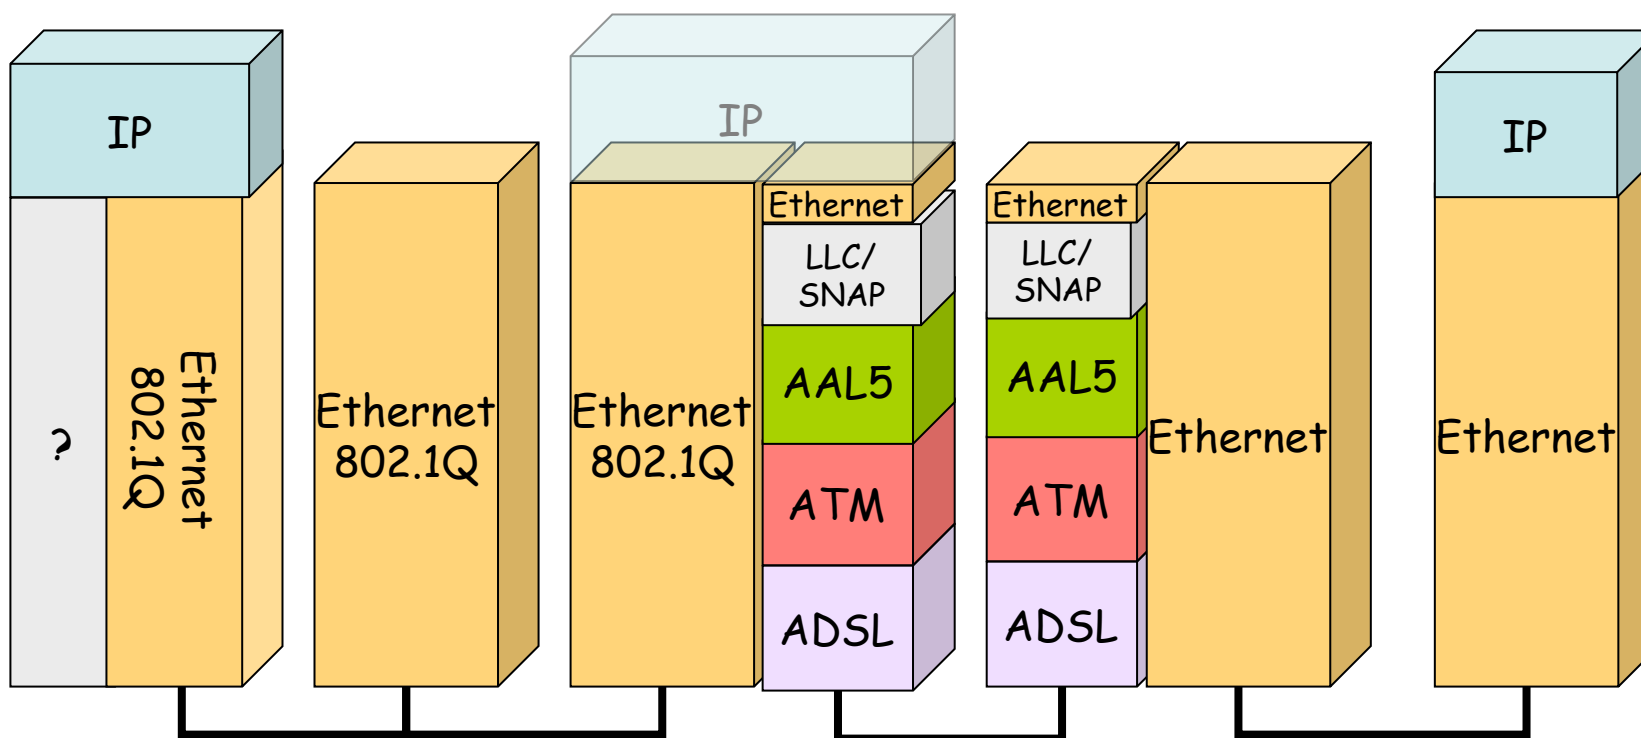 IP
?
Ethernet
802.1Q
Ethernet
802.1Q
IP
Ethernet
802.1Q
Ethernet
LLC/
SNAP
AAL5
ATM
ADSL
Ethernet
LLC/
SNAP
AAL5
ATM
ADSL
Ethernet
IP
Ethernet